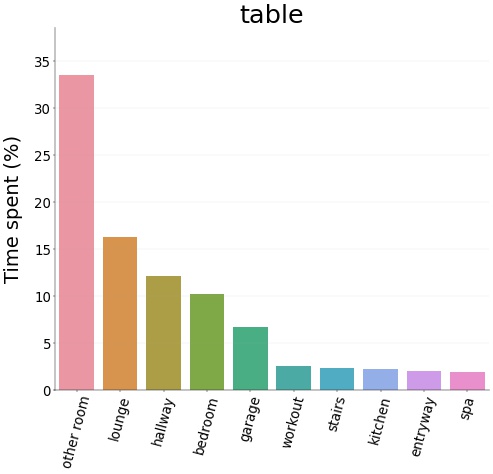 table
Time spent (%)
35
30
25
20
15
10
5
0
other room
lounge
hallway
bedroom
garage
workout
stairs
kitchen
entryway
spa